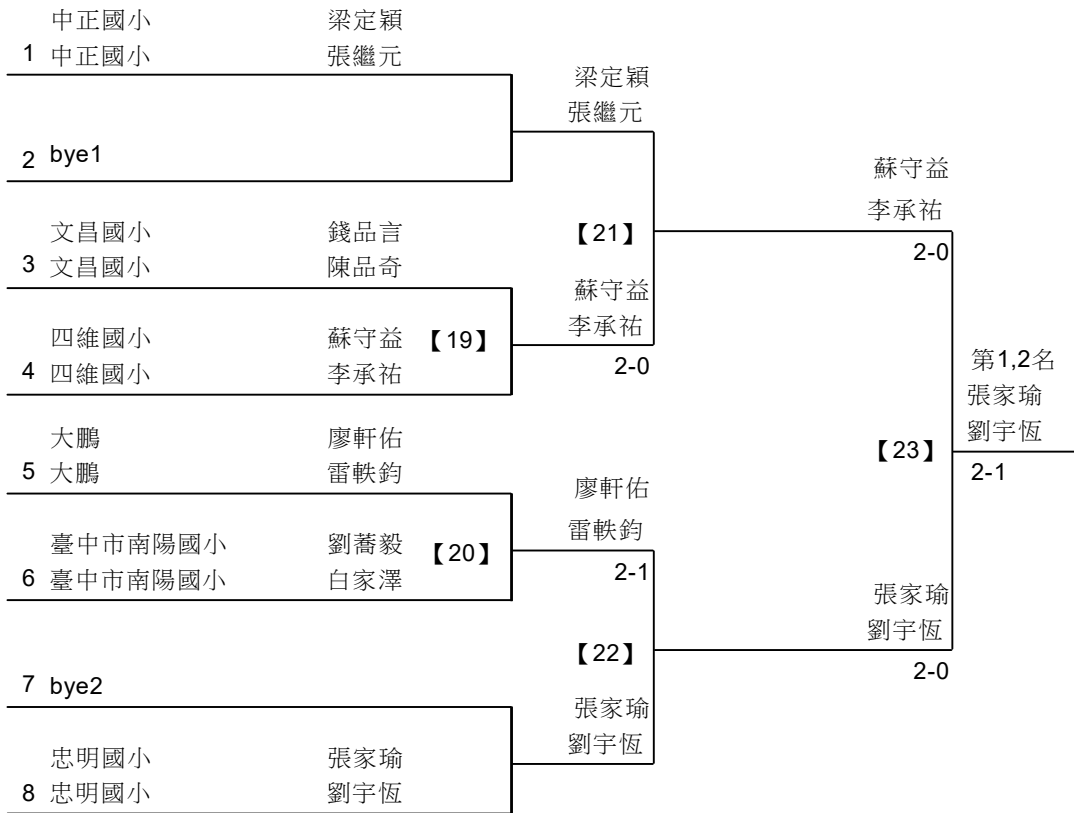 中正國小 梁定穎
1 中正國小 張繼元
梁定穎
張繼元
2 bye1
蘇守益
李承祐
2-0
文昌國小 錢品言
3 文昌國小 陳品奇
【21】
蘇守益
李承祐
2-0
四維國小 蘇守益 【19】
4 四維國小 李承祐
第1,2名
張家瑜
劉宇恆
2-1
【23】
大鵬 廖軒佑
5 大鵬 雷軼鈞
廖軒佑
雷軼鈞
2-1
臺中市南陽國小 劉蕎毅 【20】
6 臺中市南陽國小 白家澤
張家瑜
劉宇恆
2-0
【22】
7 bye2
張家瑜
劉宇恆
忠明國小 張家瑜
8 忠明國小 劉宇恆